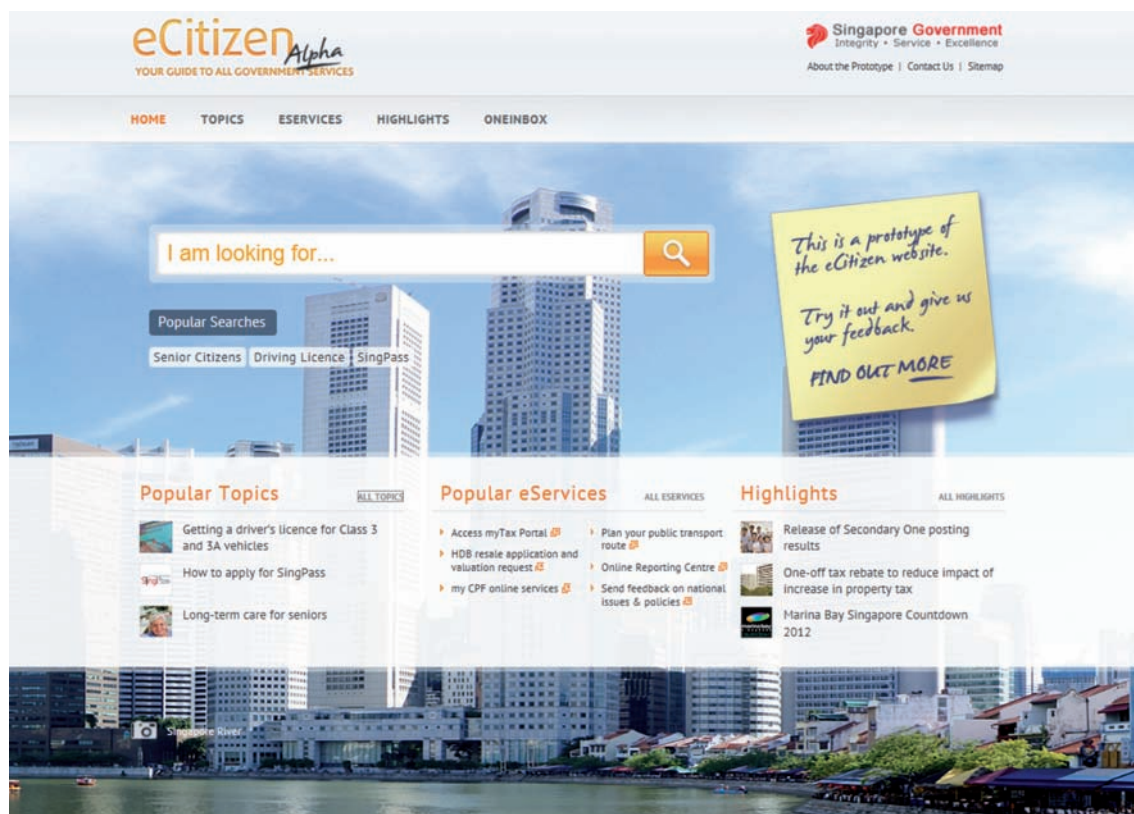 eCitizen
Alpha
YOUR GUIDE TO ALL GOVERNMENT SERVICES
Singapore Government
Integrity • Service • Excellence
About the Prototype | Contact Us | Sitemap
HOME TOPICS ESERVICES HIGHLIGHTS ONEINBOX
I am looking for...
This is a prototype of
the eCitizen website.
Try it out and give us
your feedback.
FIND OUT MORE
Popular Searches
Senior Citizens Driving Licence SingPass
Popular Topics ALL TOPICS
Getting a driver's licence for Class 3
and 3A vehicles
SingPass
How to apply for SingPass
Long-term care for seniors
Popular eServices ALL ESERVICES
Access myTax Portal
HDB resale application and
valuation request
my CPF online services
Plan your public transport
route
Online Reporting Centre
Send feedback on national
issues & policies
Highlights ALL HIGHLIGHTS
Release of Secondary One posting
results
One-off tax rebate to reduce impact of
increase in property tax
Marina Bay Singapore Countdown
2012
Singapore River